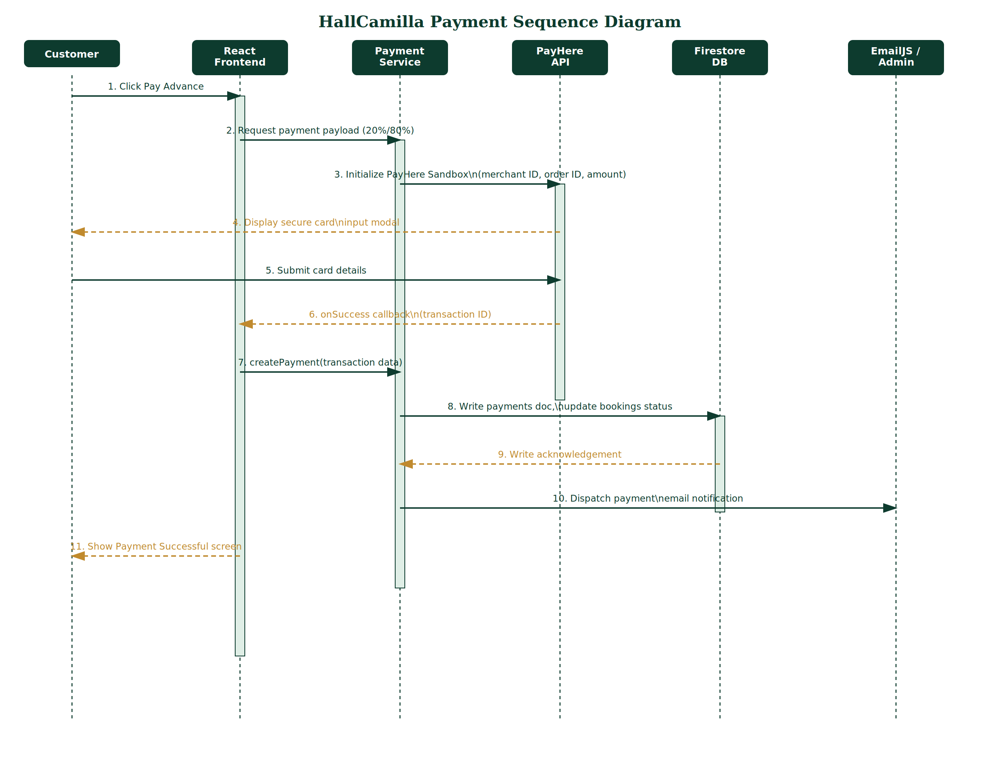 HallCamilla Payment Sequence Diagram
Customer
React
Frontend
Payment
Service
PayHere
API
Firestore
DB
EmailJS /
Admin
1. Click Pay Advance
2. Request payment payload (20%/80%)
3. Initialize PayHere Sandbox\n(merchant ID, order ID, amount)
4. Display secure card\ninput modal
5. Submit card details
6. onSuccess callback\n(transaction ID)
7. createPayment(transaction data)
8. Write payments doc,\nupdate bookings status
9. Write acknowledgement
10. Dispatch payment\nemail notification
11. Show Payment Successful screen